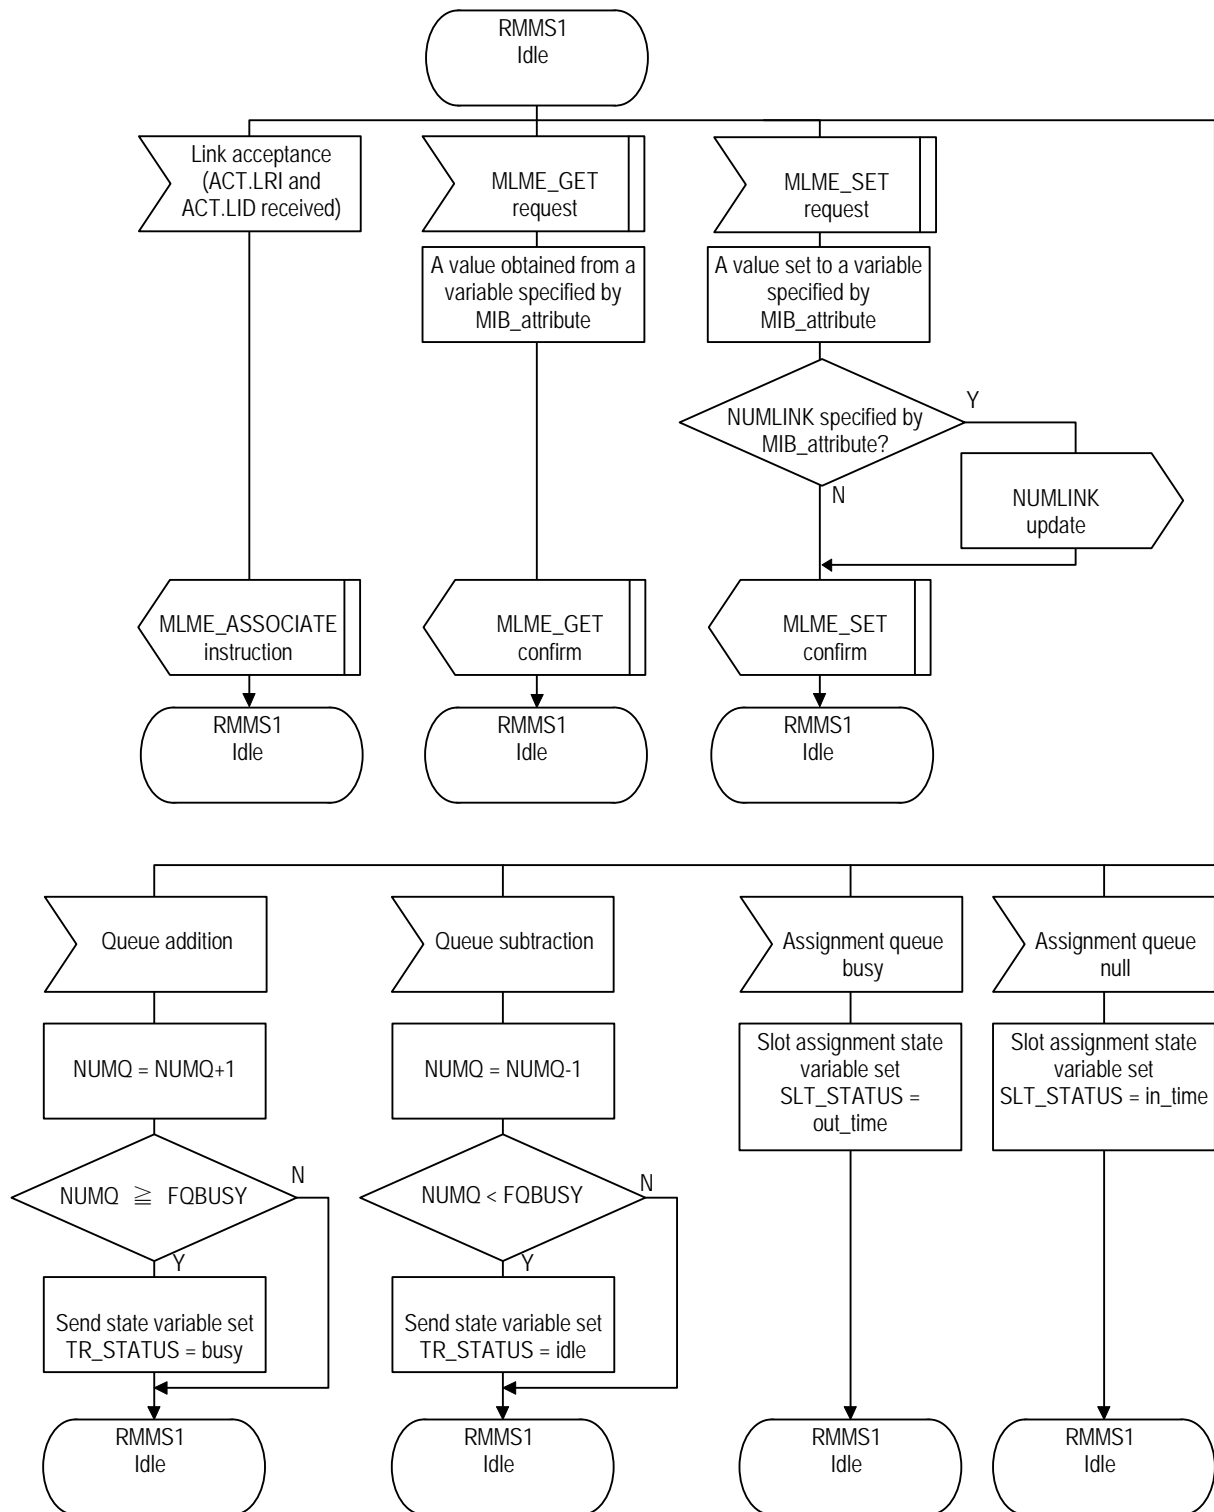 RMMS1
Idle
Link acceptance
(ACT.LRI and
ACT.LID received)
MLME_GET
request
MLME_SET
request
A value obtained from a
variable specified by
MIB_attribute
A value set to a variable
specified by
MIB_attribute
NUMLINK specified by
MIB_attribute?
Y
N
NUMLINK
update
MLME_ASSOCIATE
instruction
MLME_GET
confirm
MLME_SET
confirm
RMMS1
Idle
RMMS1
Idle
RMMS1
Idle
Queue addition
Queue subtraction
Assignment queue
busy
Assignment queue
null
NUMQ = NUMQ+1
NUMQ = NUMQ-1
Slot assignment state
variable set
SLT_STATUS =
out_time
Slot assignment state
variable set
SLT_STATUS = in_time
NUMQ ≧ FQBUSY
N
Y
NUMQ < FQBUSY
N
Y
Send state variable set
TR_STATUS = busy
Send state variable set
TR_STATUS = idle
RMMS1
Idle
RMMS1
Idle
RMMS1
Idle
RMMS1
Idle